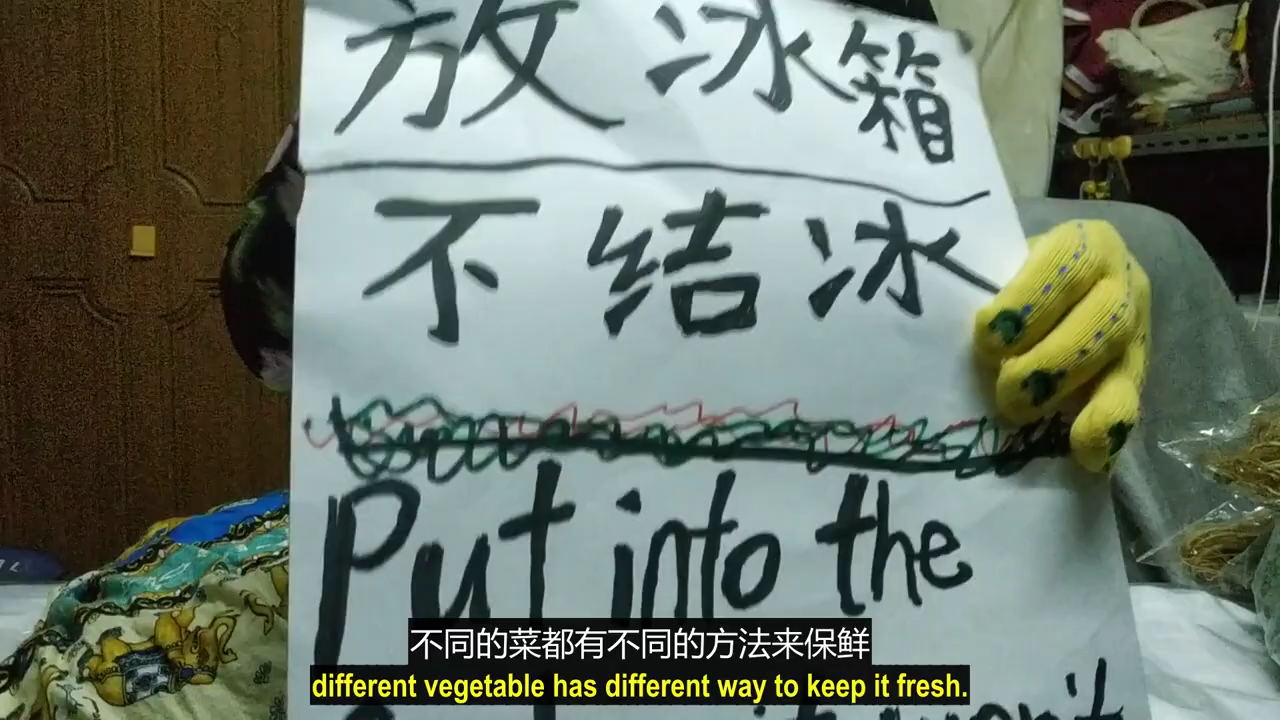 放冰箱
不结冰
Put into the
不同的菜都有不同的方法来保鲜
different vegetable has different way to keep it fresh.